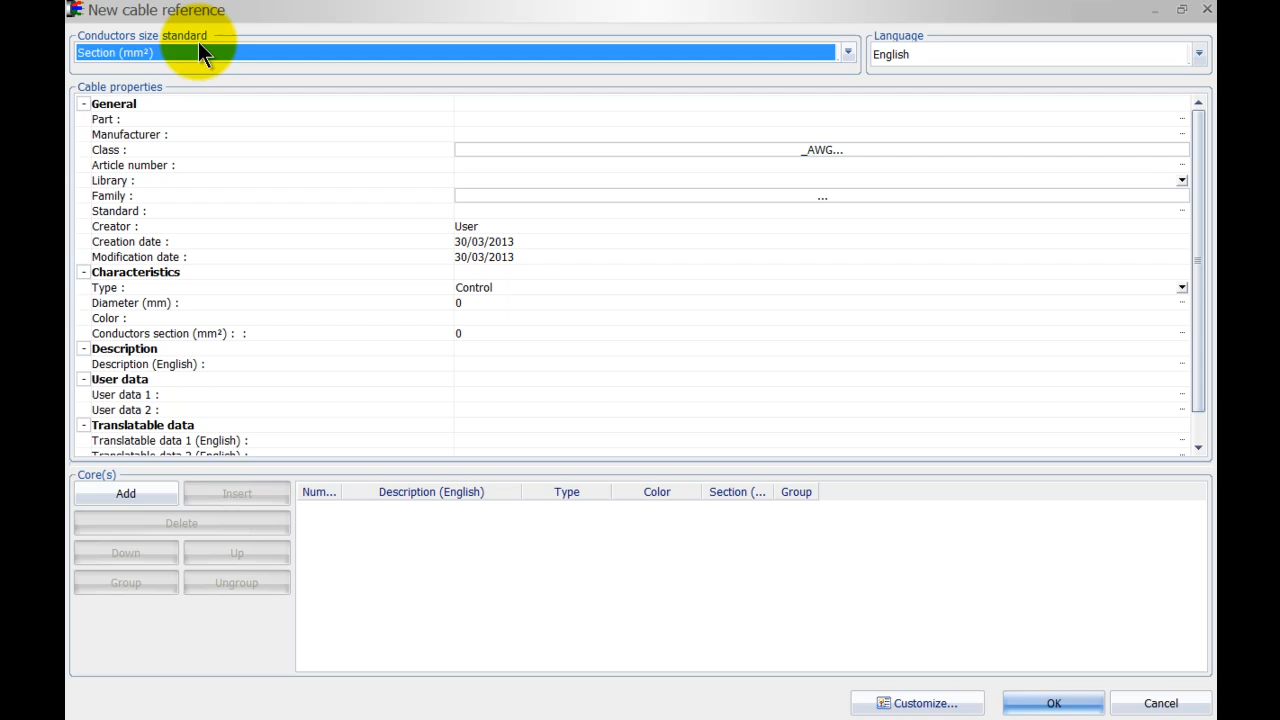 New cable reference
Conductors size standard
Section (mm²)
Language
English
Cable properties
General
Part :
Manufacturer :
Class : _AWG...
Article number :
Library :
Family : ...
Standard :
Creator : User
Creation date : 30/03/2013
Modification date : 30/03/2013
Characteristics
Type : Control
Diameter (mm) : 0
Color :
Conductors section (mm²) : : 0
Description
Description (English) :
User data
User data 1 :
User data 2 :
Translatable data
Translatable data 1 (English) :
Translatable data 2 (English) :
Core(s)
Add Insert
Delete
Down Up
Group Ungroup
Num... Description (English) Type Color Section (... Group
Customize... OK Cancel